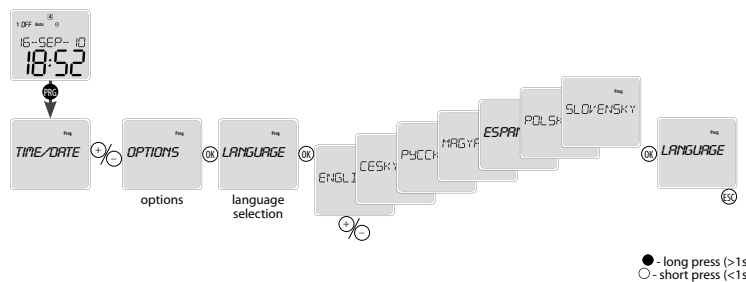 4
1 OFF Auto
16--SEP-- 10
18:52
PRG
Prog
TIME/DATE
+/-
Prog
OPTIONS
options
OK
Prog
LANGUAGE
language
selection
OK
ENGLI
CESKY
РУССК
MAGYA
ESPAñ
POLSK
Prog
SLOVENSKY
+/-
OK
Prog
LANGUAGE
ESC
- long press (>1s
- short press (<1s